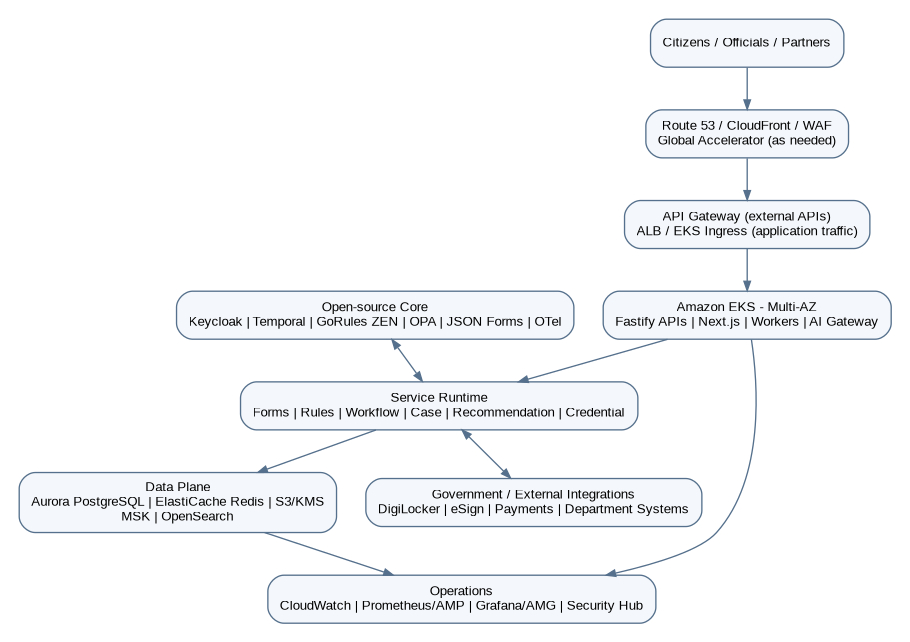 Citizens / Officials / Partners
Route 53 / CloudFront / WAF
Global Accelerator (as needed)
API Gateway (external APIs)
ALB / EKS Ingress (application traffic)
Open-source Core
Keycloak | Temporal | GoRules ZEN | OPA | JSON Forms | OTel
Amazon EKS - Multi-AZ
Fastify APIs | Next.js | Workers | AI Gateway
Service Runtime
Forms | Rules | Workflow | Case | Recommendation | Credential
Data Plane
Aurora PostgreSQL | ElastiCache Redis | S3/KMS
MSK | OpenSearch
Government / External Integrations
DigiLocker | eSign | Payments | Department Systems
Operations
CloudWatch | Prometheus/AMP | Grafana/AMG | Security Hub